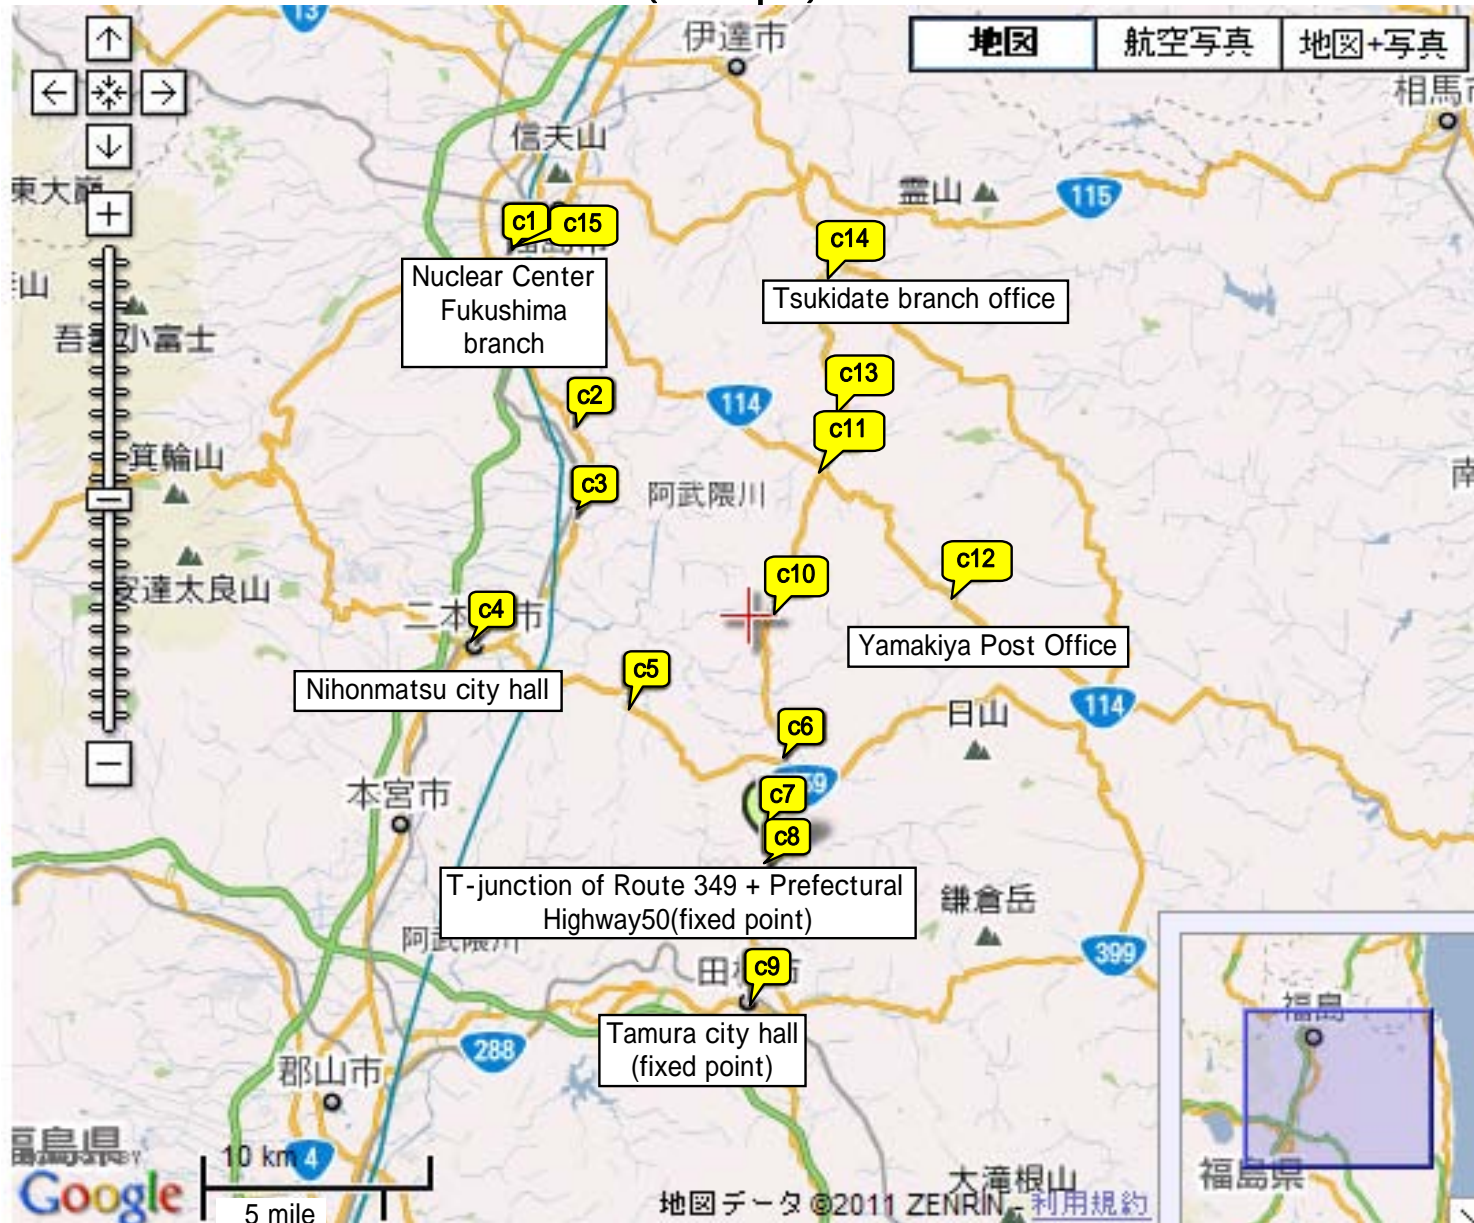 13
伊達市
地図
航空写真
地図+写真
相馬市
信夫山
東大巓
霊山
115
c1
c15
c14
Nuclear Center
Fukushima
branch
Tsukidate branch office
小富士
c13
c2
114
c11
箕輪山
c3
阿武隈川
南
c12
c10
安達太良山
c4
Yamakiya Post Office
c5
Nihonmatsu city hall
114
日山
c6
本宮市
c7
c8
T-junction of Route 349 + Prefectural
Highway50(fixed point)
鎌倉岳
阿武隈川
399
c9
福島
Tamura city hall
(fixed point)
288
郡山市
福島県
10 km
4
Google
5 mile
大滝根山
福島県
地図データ ©2011 ZENRIN - 利用規約